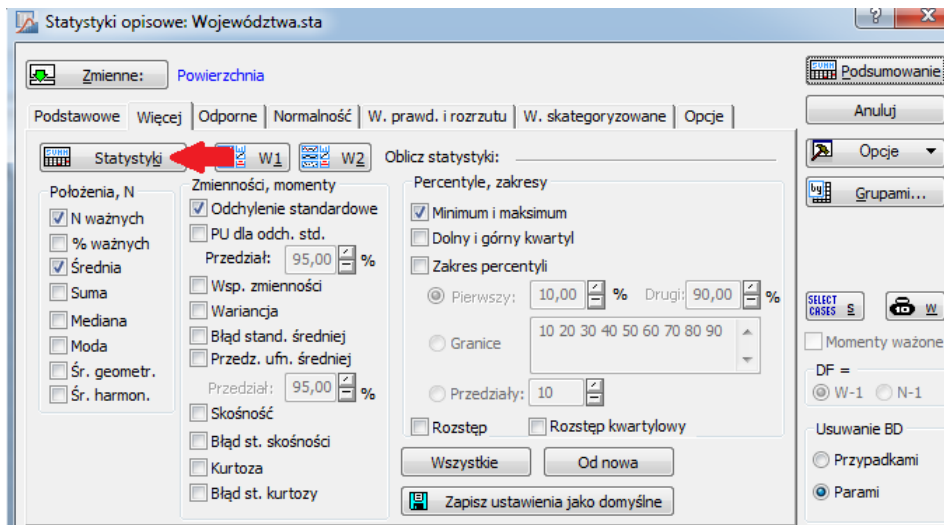 Statystyki opisowe: Województwa.sta
?
X
Zmienne: Powierzchnia
Podstawowe Więcej Odporne Normalność W. prawd. i rozrzutu W. skategoryzowane Opcje
SUMM Statystyki W1 W2 Oblicz statystyki:
Położenia, N
N ważnych
% ważnych
Średnia
Suma
Mediana
Moda
Śr. geometr.
Śr. harmon.
Zmienności, momenty
Odchylenie standardowe
PU dla odch. std.
Przedział: 95,00 %
Wsp. zmienności
Wariancja
Błąd stand. średniej
Przedz. ufn. średniej
Przedział: 95,00 %
Skośność
Błąd st. skośności
Kurtoza
Błąd st. kurtozy
Percentyle, zakresy
Minimum i maksimum
Dolny i górny kwartyl
Zakres percentyli
Pierwszy: 10,00 % Drugi: 90,00 %
Granice 10 20 30 40 50 60 70 80 90
Przedziały: 10
Rozstęp Rozstęp kwartylowy
Wszystkie Od nowa
Zapisz ustawienia jako domyślne
SUMM Podsumowanie
Anuluj
Opcje
by Grupami...
SELECT CASES S W
Momenty ważone
DF =
W-1 N-1
Usuwanie BD
Przypadkami
Parami